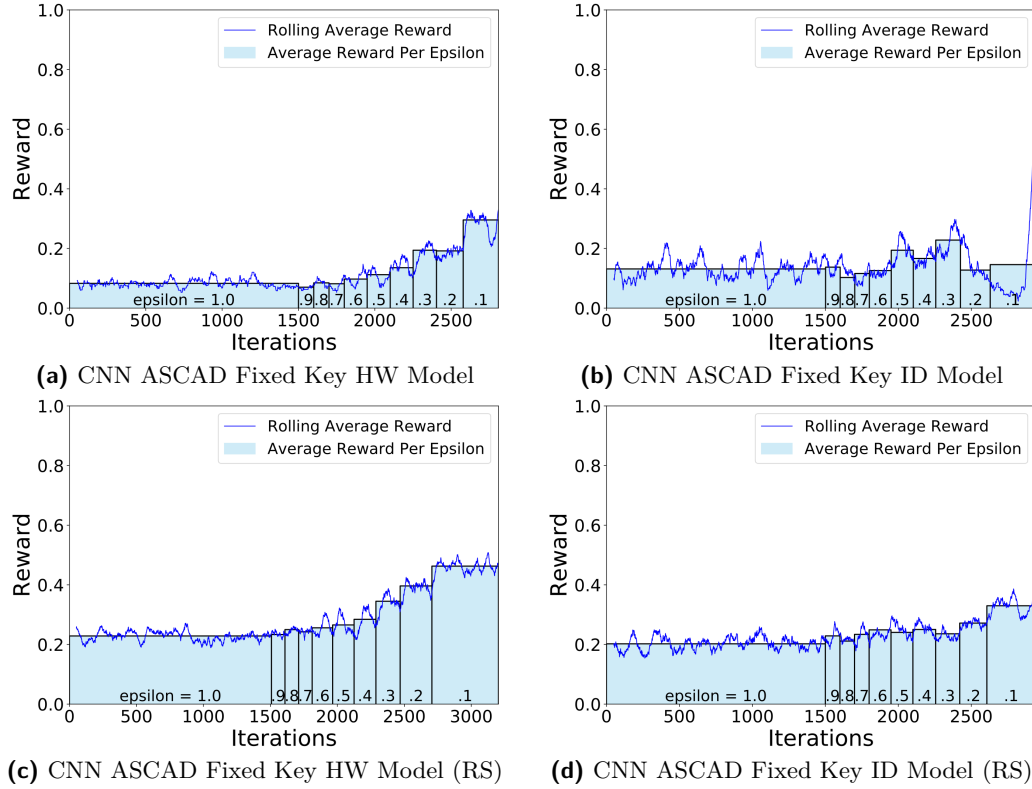 1.0
0.8
0.6
0.4
0.2
0.0
Reward
Rolling Average Reward
Average Reward Per Epsilon
epsilon = 1.0 .9 .8 .7 .6 .5 .4 .3 .2 .1
0 500 1000 1500 2000 2500
Iterations
(a) CNN ASCAD Fixed Key HW Model
1.0
0.8
0.6
0.4
0.2
0.0
Reward
Rolling Average Reward
Average Reward Per Epsilon
epsilon = 1.0 .9 .8 .7 .6 .5 .4 .3 .2 .1
0 500 1000 1500 2000 2500
Iterations
(b) CNN ASCAD Fixed Key ID Model
1.0
0.8
0.6
0.4
0.2
0.0
Reward
Rolling Average Reward
Average Reward Per Epsilon
epsilon = 1.0 .9 .8 .7 .6 .5 .4 .3 .2 .1
0 500 1000 1500 2000 2500 3000
Iterations
(c) CNN ASCAD Fixed Key HW Model (RS)
1.0
0.8
0.6
0.4
0.2
0.0
Reward
Rolling Average Reward
Average Reward Per Epsilon
epsilon = 1.0 .9 .8 .7 .6 .5 .4 .3 .2 .1
0 500 1000 1500 2000 2500
Iterations
(d) CNN ASCAD Fixed Key ID Model (RS)